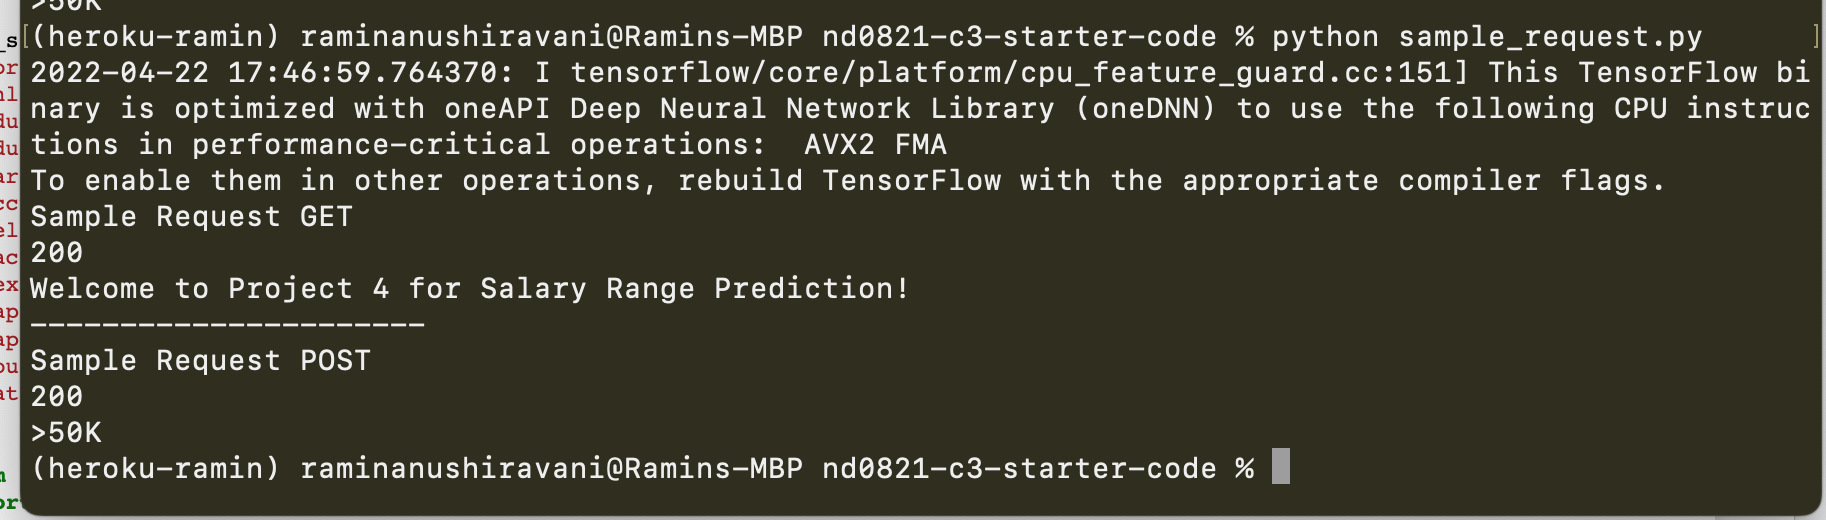 >50K
(heroku-ramin) raminanushiravani@Ramins-MBP nd0821-c3-starter-code % python sample_request.py
2022-04-22 17:46:59.764370: I tensorflow/core/platform/cpu_feature_guard.cc:151] This TensorFlow bi
nary is optimized with oneAPI Deep Neural Network Library (oneDNN) to use the following CPU instruc
tions in performance-critical operations:  AVX2 FMA
To enable them in other operations, rebuild TensorFlow with the appropriate compiler flags.
Sample Request GET
200
Welcome to Project 4 for Salary Range Prediction!
----------------------
Sample Request POST
200
>50K
(heroku-ramin) raminanushiravani@Ramins-MBP nd0821-c3-starter-code %